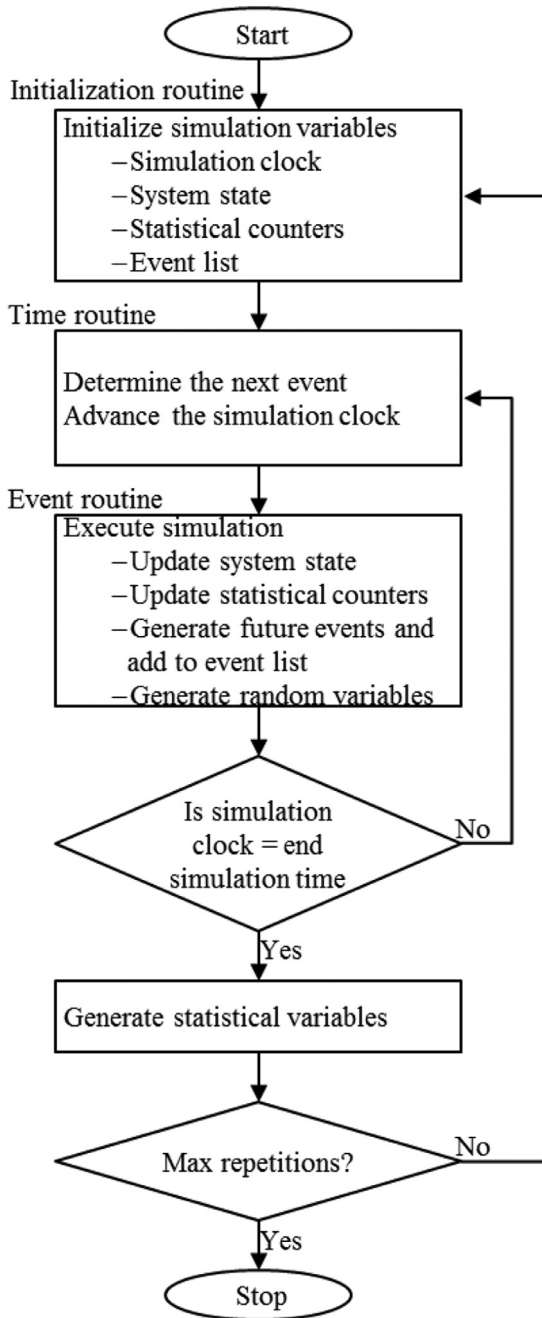 Start
Initialization routine
Initialize simulation variables
–Simulation clock
–System state
–Statistical counters
–Event list
Time routine
Determine the next event
Advance the simulation clock
Event routine
Execute simulation
–Update system state
–Update statistical counters
–Generate future events and
add to event list
–Generate random variables
Is simulation
clock = end
simulation time
No
Yes
Generate statistical variables
Max repetitions?
No
Yes
Stop